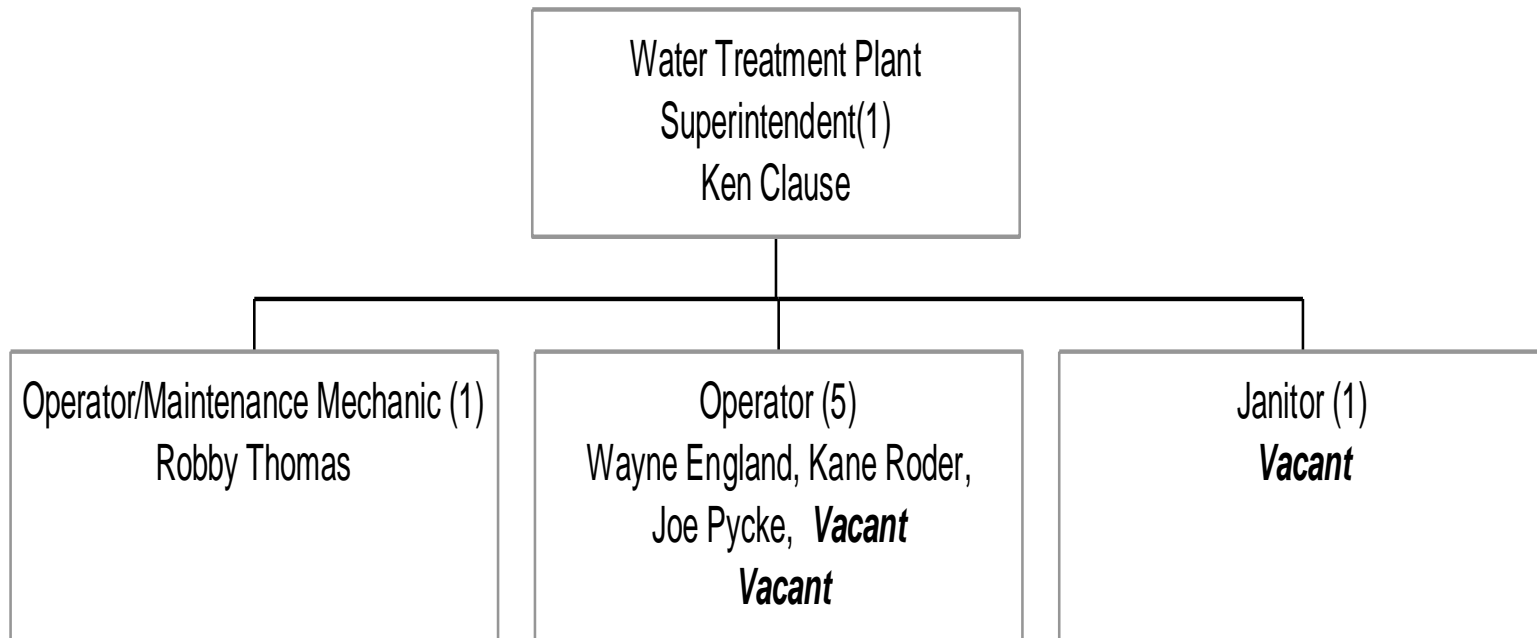 Water Treatment Plant
Superintendent(1)
Ken Clause
Operator/Maintenance Mechanic (1)
Robby Thomas
Operator (5)
Wayne England, Kane Roder,
Joe Pycke, Vacant
Vacant
Janitor (1)
Vacant